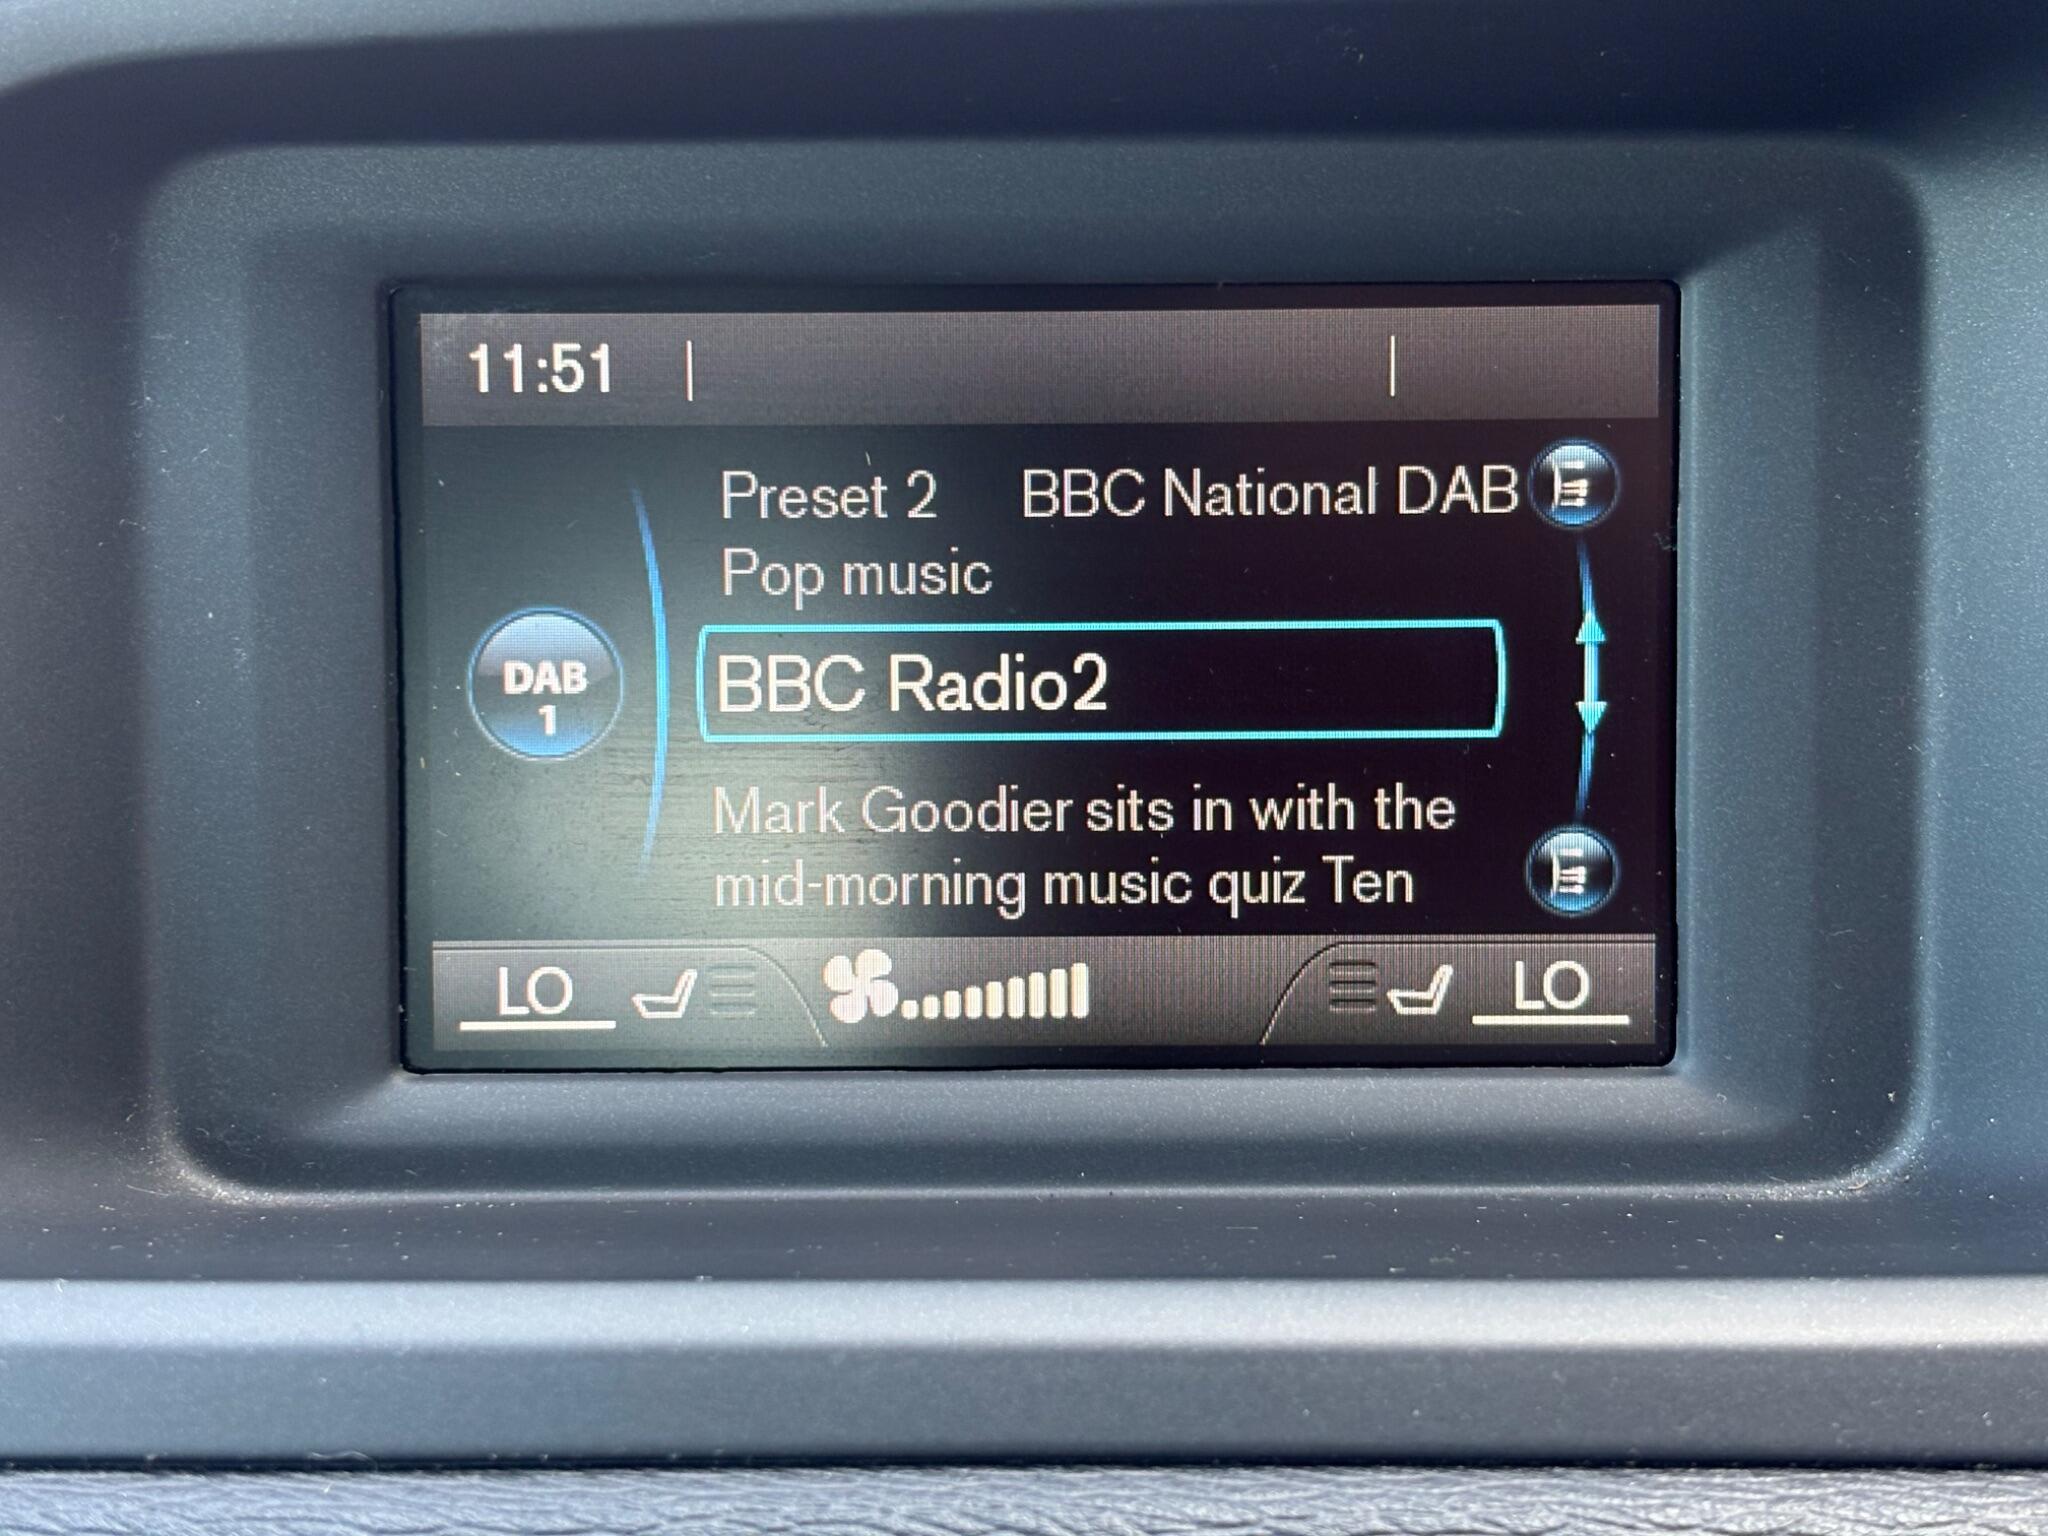 11:51
Preset 2 BBC National DAB
Pop music
DAB
1
BBC Radio2
Mark Goodier sits in with the
mid-morning music quiz Ten
LO LO